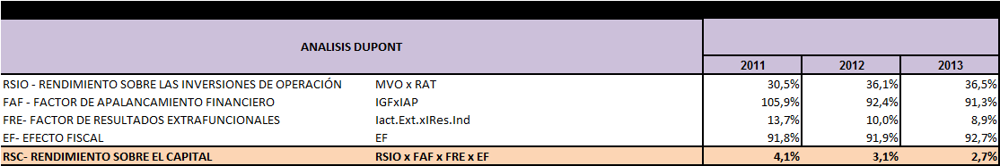 ANALISIS DUPONT
2011 2012 2013
RSIO - RENDIMIENTO SOBRE LAS INVERSIONES DE OPERACIÓN MVO x RAT 30,5% 36,1% 36,5%
FAF - FACTOR DE APALANCAMIENTO FINANCIERO IGFxIAP 105,9% 92,4% 91,3%
FRE- FACTOR DE RESULTADOS EXTRAFUNCIONALES Iact.Ext.xIRes.Ind 13,7% 10,0% 8,9%
EF- EFECTO FISCAL EF 91,8% 91,9% 92,7%
RSC- RENDIMIENTO SOBRE EL CAPITAL RSIO x FAF x FRE x EF 4,1% 3,1% 2,7%